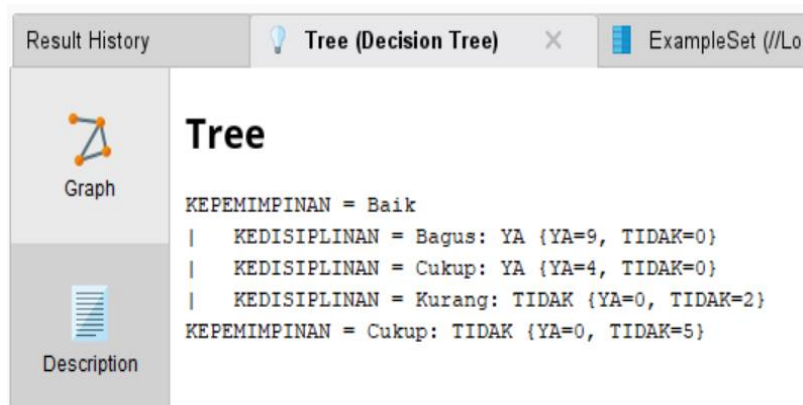 Result History
Tree (Decision Tree)
ExampleSet (//Lo
Graph
Description
Tree
KEPEMIMPINAN = Baik
|   KEDISIPLINAN = Bagus: YA {YA=9, TIDAK=0}
|   KEDISIPLINAN = Cukup: YA {YA=4, TIDAK=0}
|   KEDISIPLINAN = Kurang: TIDAK {YA=0, TIDAK=2}
KEPEMIMPINAN = Cukup: TIDAK {YA=0, TIDAK=5}